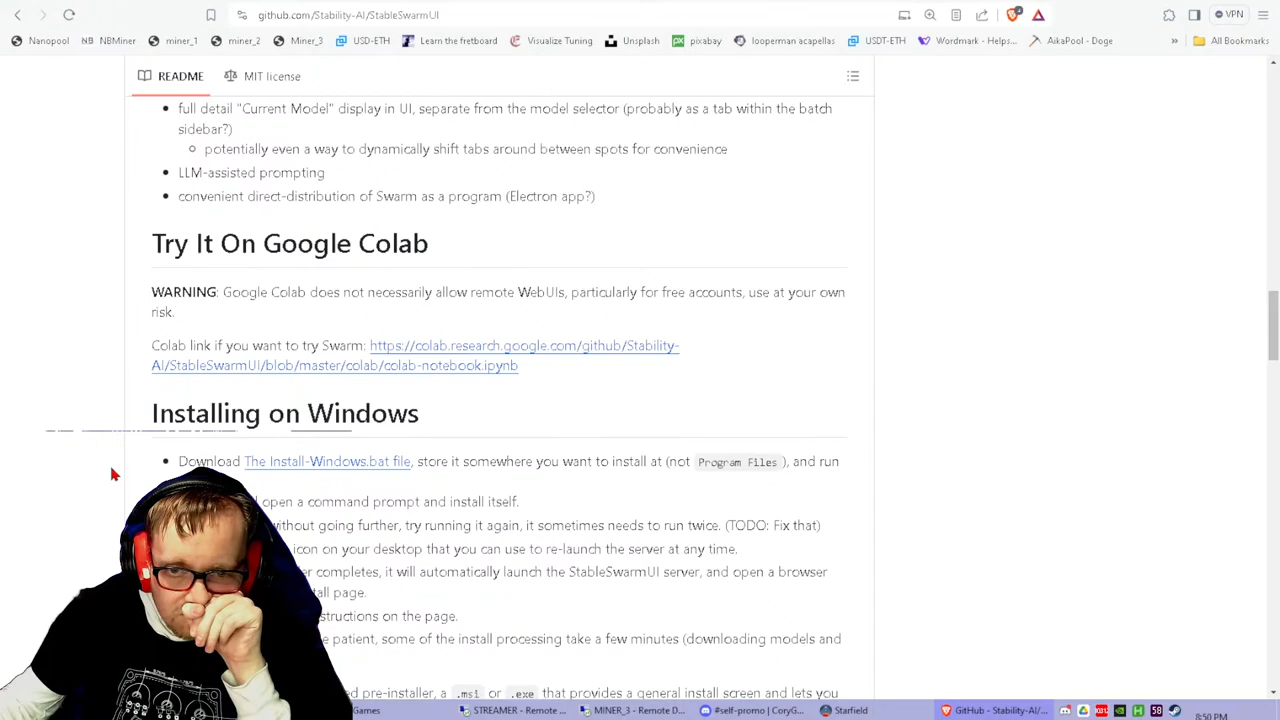 github.com/Stability-AI/StableSwarmUI
VPN
Nanopool
NB NBMiner
miner_1
miner_2
Miner_3
USD-ETH
Learn the fretboard
Visualize Tuning
Unsplash
px pixabay
looperman acapellas
USDT-ETH
Wordmark - Helps...
AikaPool - Doge
»
All Bookmarks
README
MIT license
full detail "Current Model" display in UI, separate from the model selector (probably as a tab within the batch
sidebar?)
potentially even a way to dynamically shift tabs around between spots for convenience
LLM-assisted prompting
convenient direct-distribution of Swarm as a program (Electron app?)
Try It On Google Colab
WARNING: Google Colab does not necessarily allow remote WebUIs, particularly for free accounts, use at your own
risk.
Colab link if you want to try Swarm: https://colab.research.google.com/github/Stability-
AI/StableSwarmUI/blob/master/colab/colab-notebook.ipynb
Installing on Windows
Download The Install-Windows.bat file, store it somewhere you want to install at (not Program Files), and run
open a command prompt and install itself.
without going further, try running it again, it sometimes needs to run twice. (TODO: Fix that)
icon on your desktop that you can use to re-launch the server at any time.
completes, it will automatically launch the StableSwarmUI server, and open a browser
page.
on the page.
patient, some of the install processing take a few minutes (downloading models and
pre-installer, a .msi or .exe that provides a general install screen and lets you
Games
STREAMER - Remote ...
MINER_3 - Remote D...
#self-promo | CoryG...
Starfield
58
GitHub - Stability-AI/...
8:50 PM